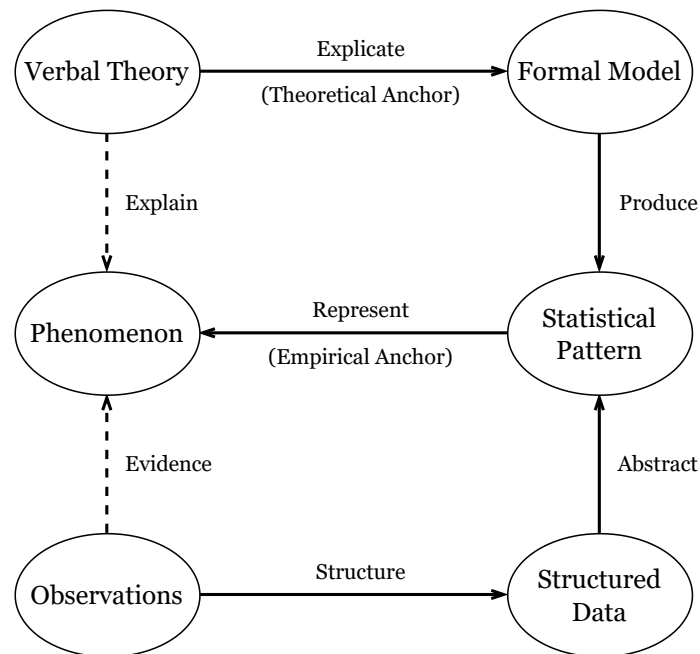 Verbal Theory
Explicate
(Theoretical Anchor)
Formal Model
Explain
Produce
Phenomenon
Represent
(Empirical Anchor)
Statistical
Pattern
Evidence
Abstract
Observations
Structure
Structured
Data